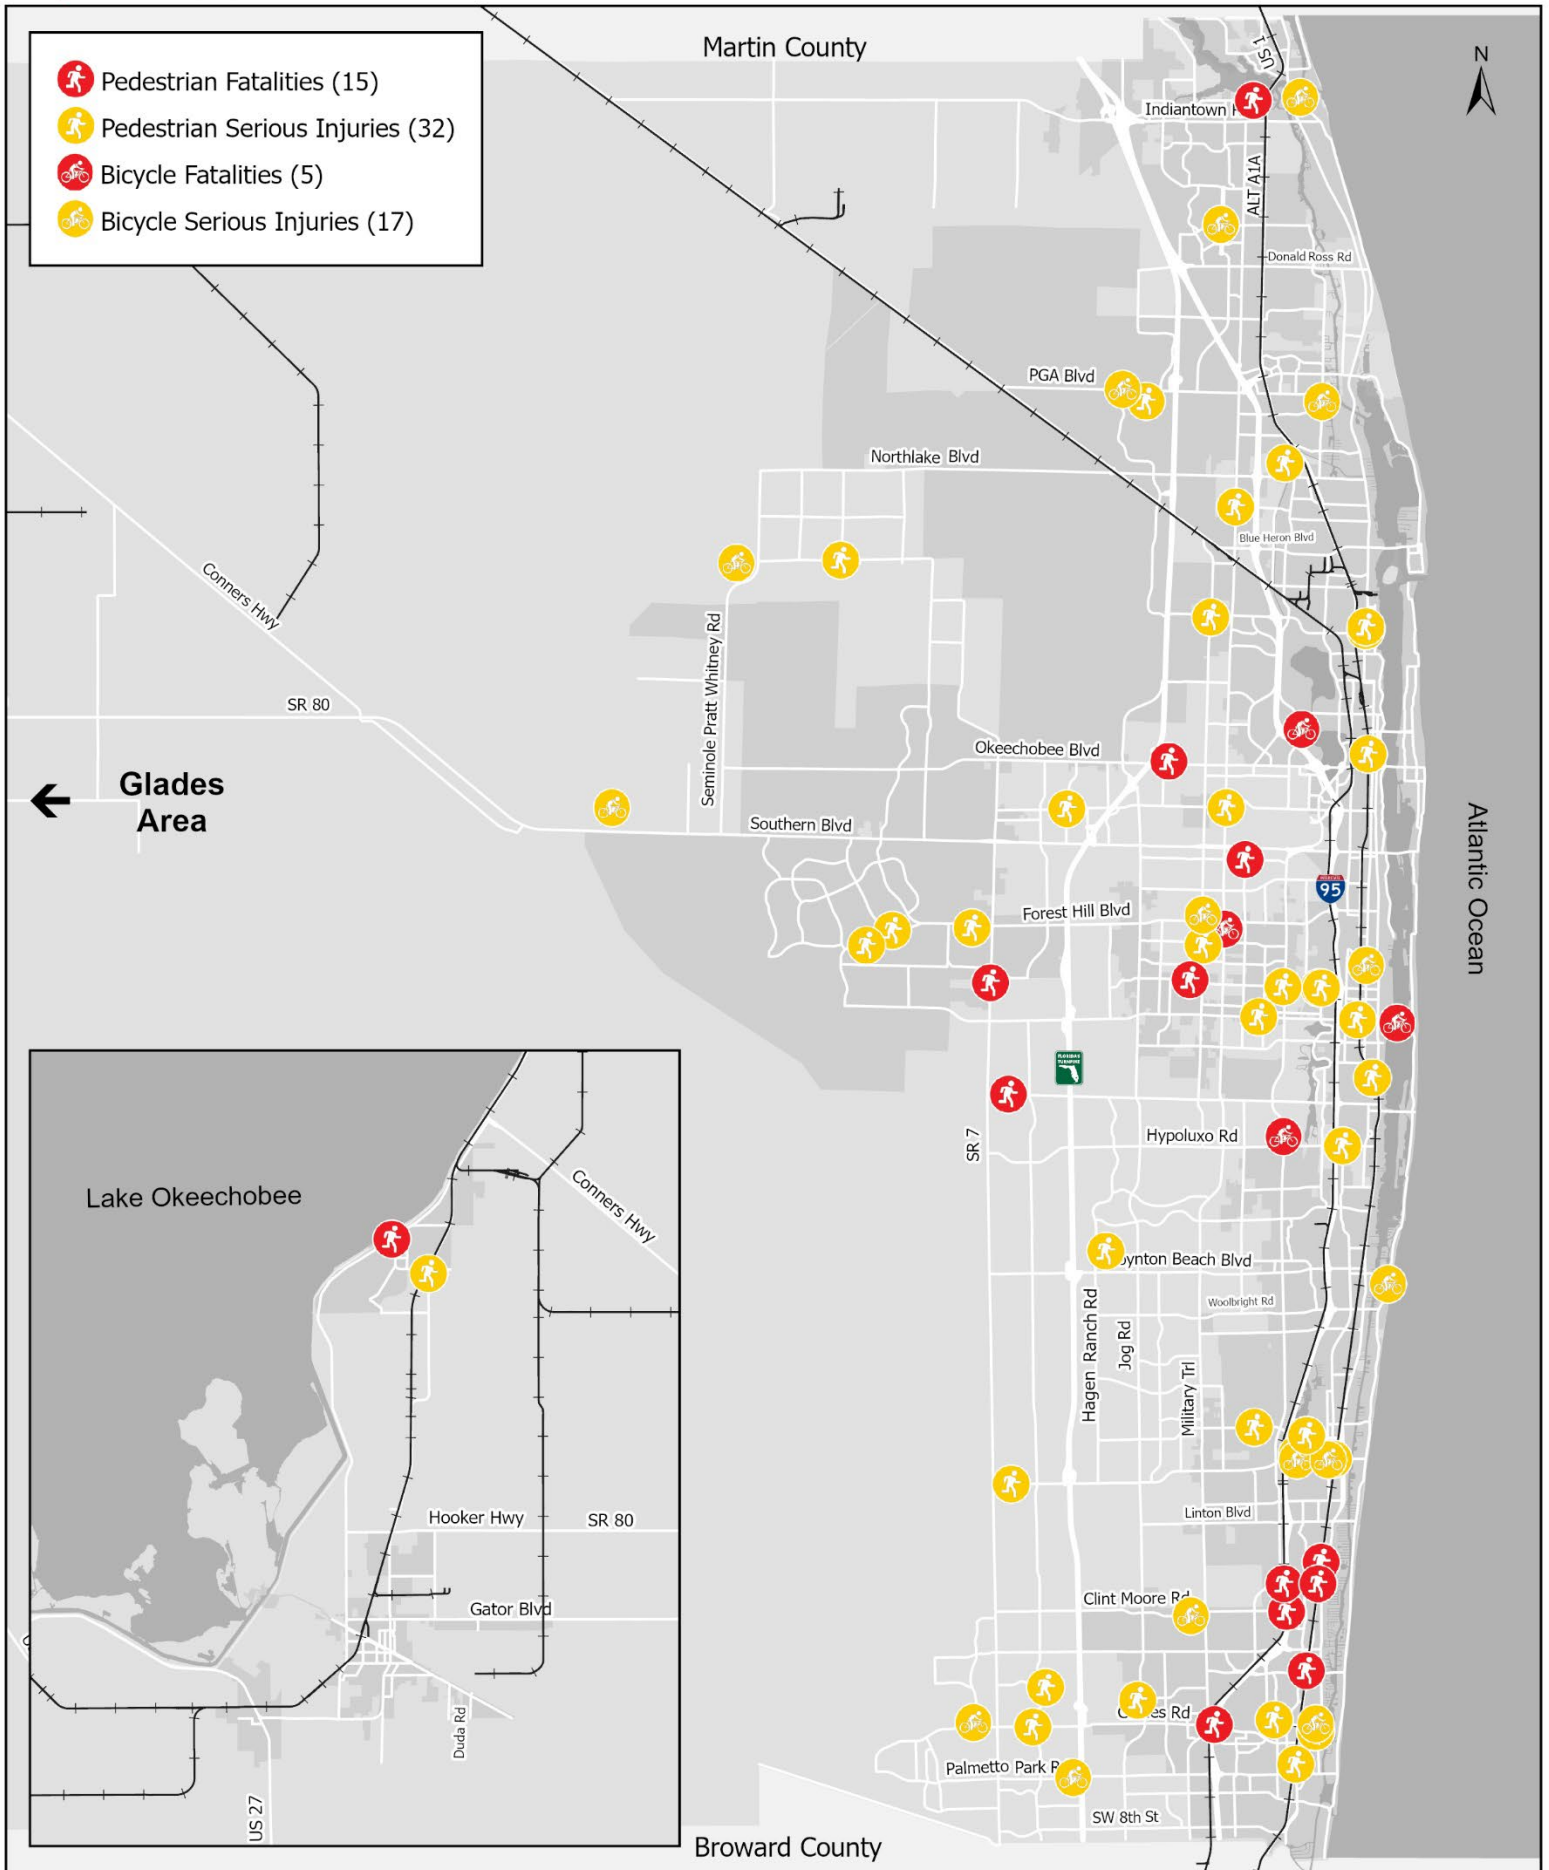 Martin County
N
US 1
Pedestrian Fatalities (15)
Pedestrian Serious Injuries (32)
Bicycle Fatalities (5)
Bicycle Serious Injuries (17)
Indiantown
ALT A1A
Donald Ross Rd
PGA Blvd
Northlake Blvd
Blue Heron Blvd
Conners Hwy
Seminole Pratt Whitney Rd
SR 80
Okeechobee Blvd
Glades
Area
Southern Blvd
Atlantic Ocean
95
Forest Hill Blvd
FLORIDA'S
TURNPIKE
SR 7
Hypoluxo Rd
Lake Okeechobee
Conners Hwy
Boynton Beach Blvd
Woolbright Rd
Hagen Ranch Rd
Jog Rd
Military Trl
Hooker Hwy
SR 80
Linton Blvd
Clint Moore Rd
Gator Blvd
Rd
Duda Rd
Palmetto Park
US 27
SW 8th St
Broward County